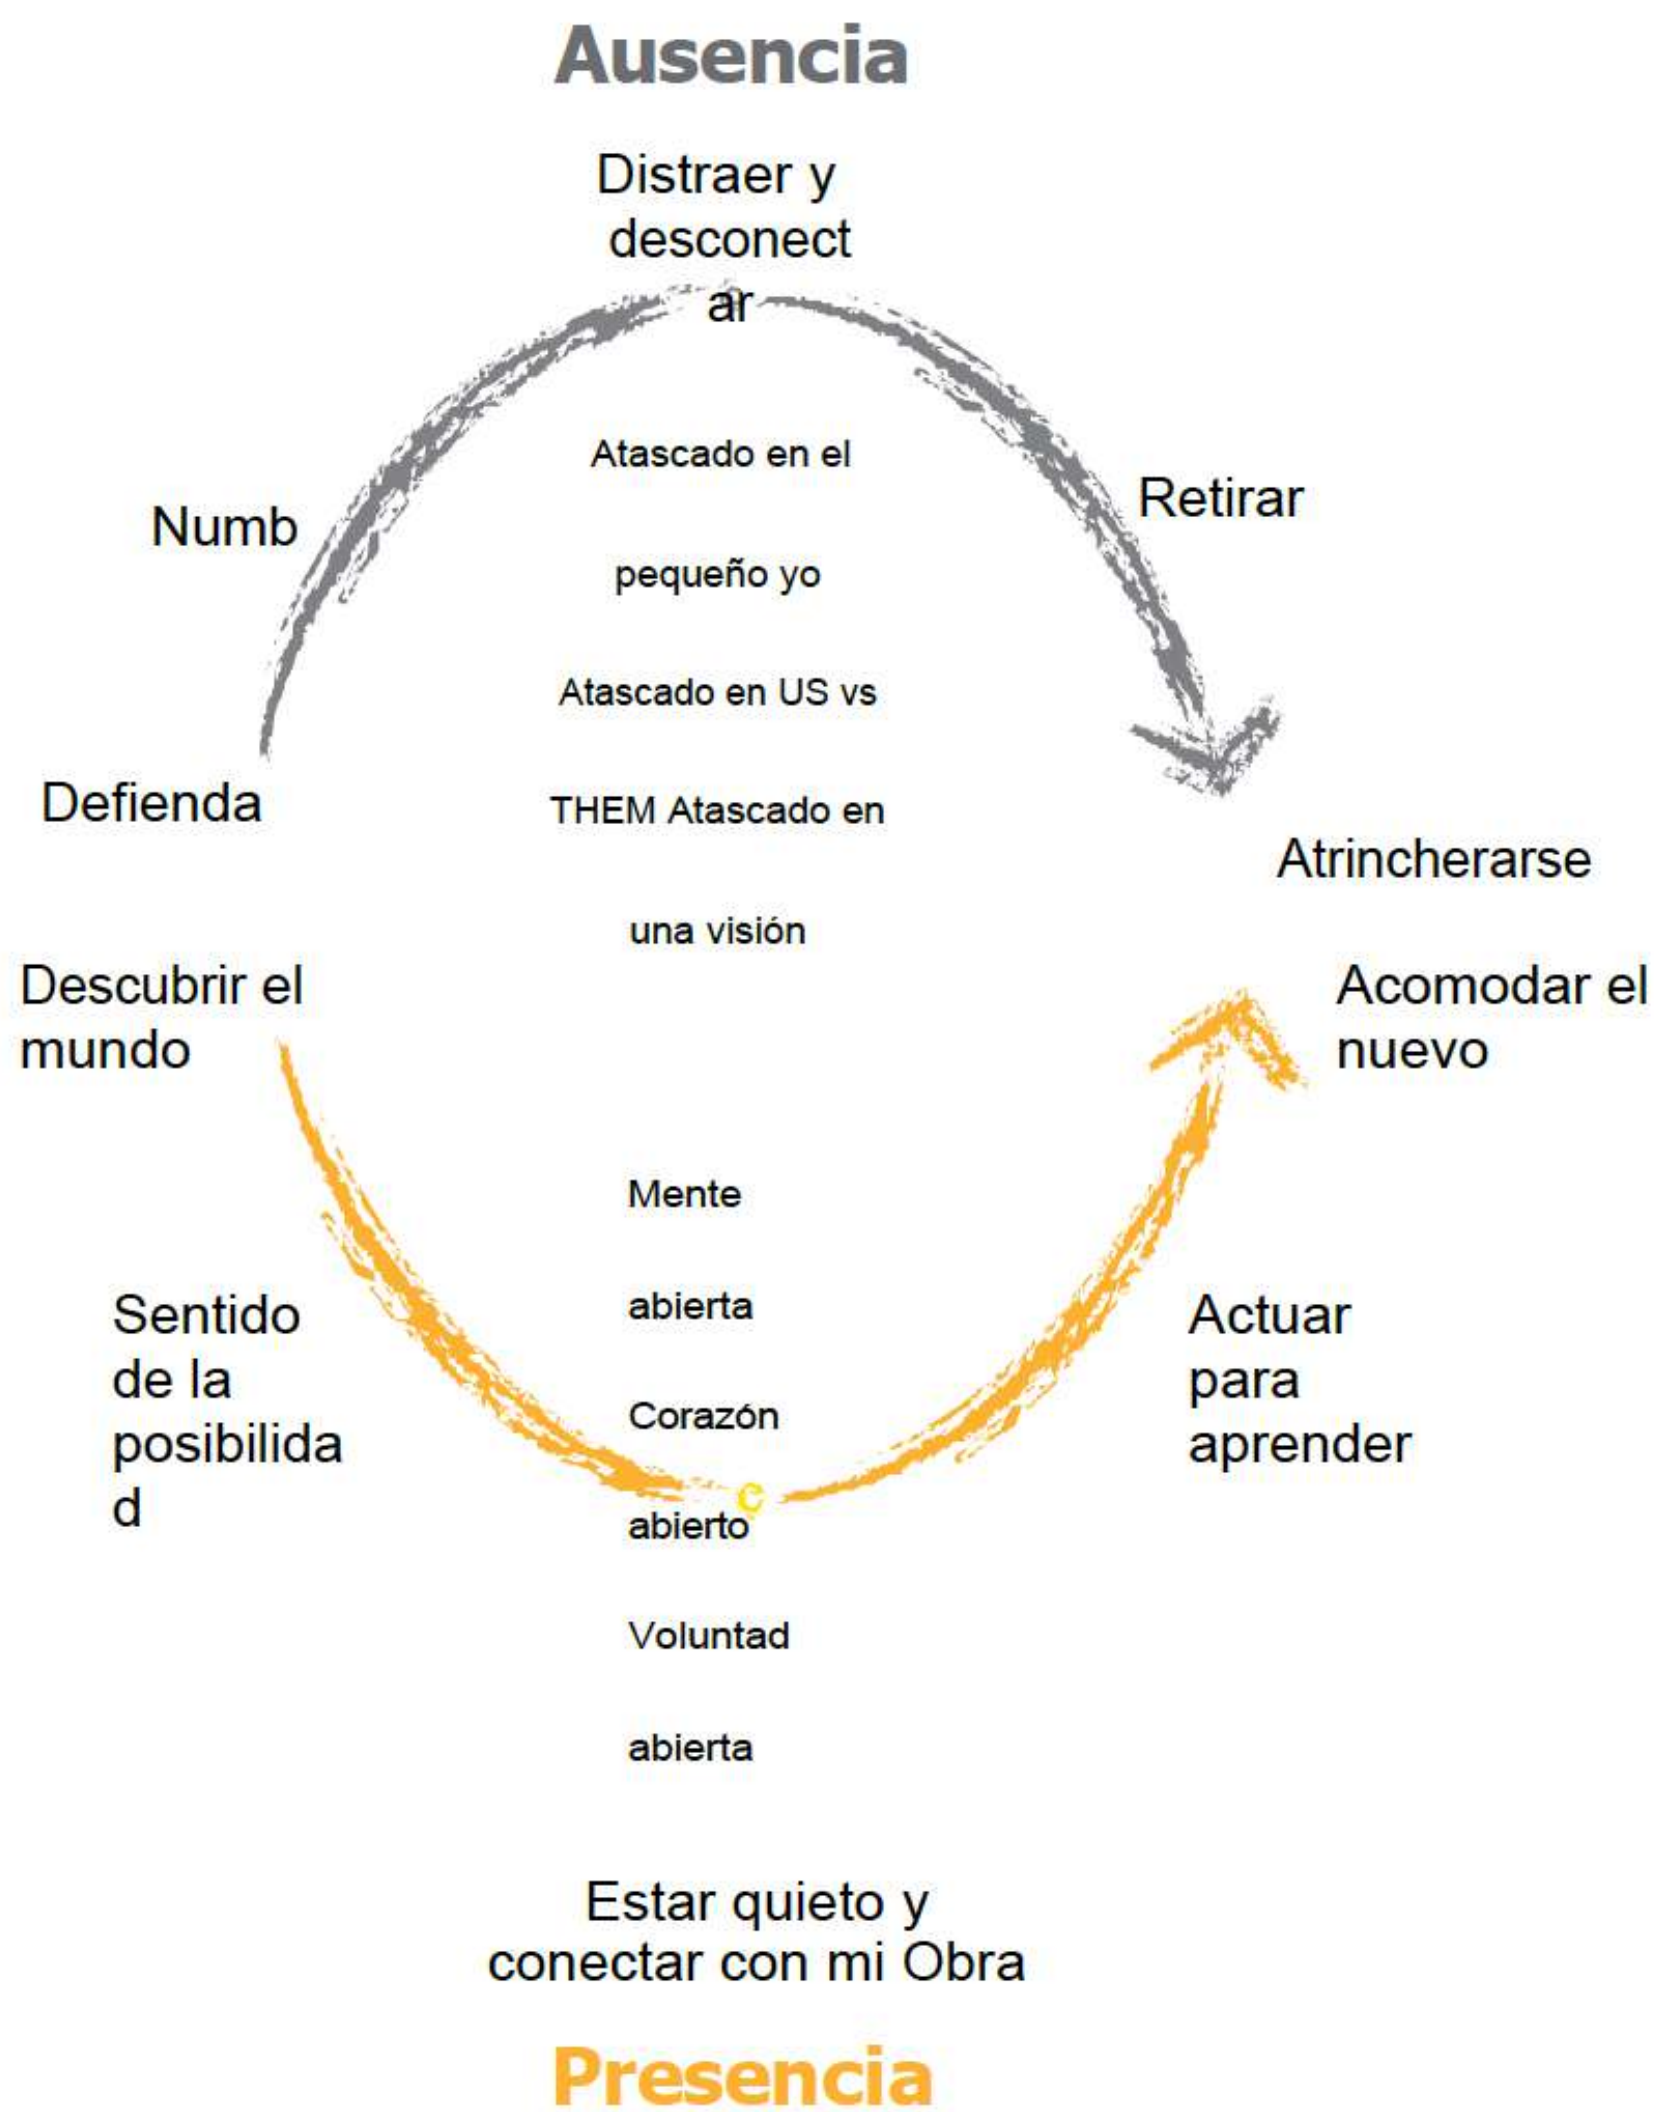 Ausencia
Distraer y
desconect
ar
Atascado en el
Numb
Retirar
pequeño yo
Atascado en US vs
Defienda
THEM Atascado en
Atrincherarse
una visión
Descubrir el
mundo
Acomodar el
nuevo
Mente
abierta
Sentido
de la
posibilida
d
Corazón
Actuar
para
aprender
e
abierto
Voluntad
abierta
Estar quieto y
conectar con mi Obra
Presencia